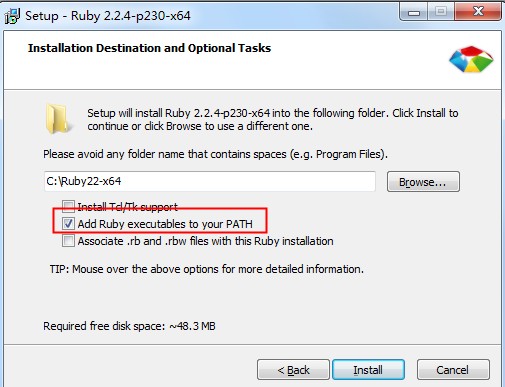 Setup - Ruby 2.2.4-p230-x64
Installation Destination and Optional Tasks
Setup will install Ruby 2.2.4-p230-x64 into the following folder. Click Install to
continue or click Browse to use a different one.
Please avoid any folder name that contains spaces (e.g. Program Files).
C:\Ruby22-x64
Browse...
Install Tcl/Tk support
Add Ruby executables to your PATH
Associate .rb and .rbw files with this Ruby installation
TIP: Mouse over the above options for more detailed information.
Required free disk space: ~48.3 MB
< Back
Install
Cancel